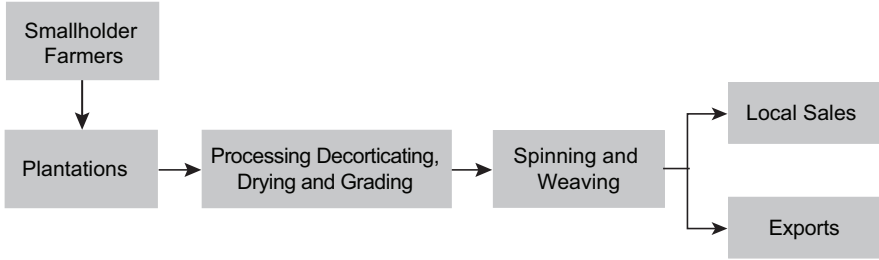 Smallholder
Farmers
Plantations
Processing Decorticating,
Drying and Grading
Spinning and
Weaving
Local Sales
Exports